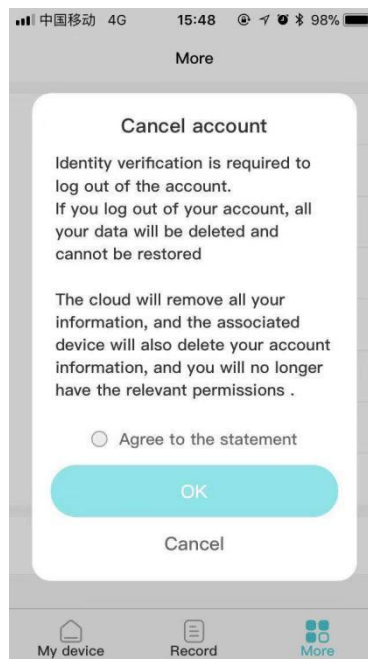 中国移动 4G 15:48 98%
More
Cancel account
Identity verification is required to
log out of the account.
If you log out of your account, all
your data will be deleted and
cannot be restored
The cloud will remove all your
information, and the associated
device will also delete your account
information, and you will no longer
have the relevant permissions .
Agree to the statement
OK
Cancel
My device Record More